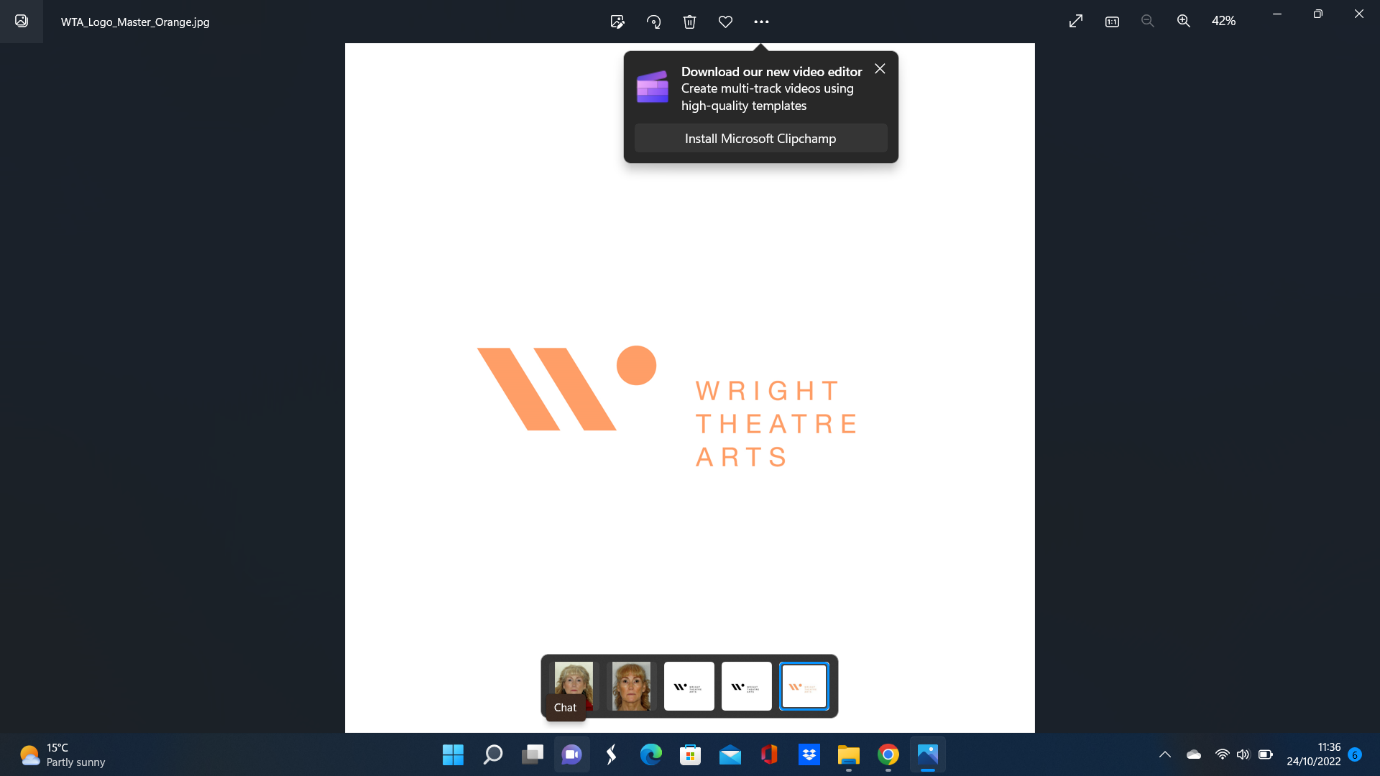 WTA_Logo_Master_Orange.jpg
42%
Download our new video editor
Create multi-track videos using
high-quality templates
Install Microsoft Clipchamp
WRIGHT
THEATRE
ARTS
Chat
15°C
Partly sunny
11:36
24/10/2022
6